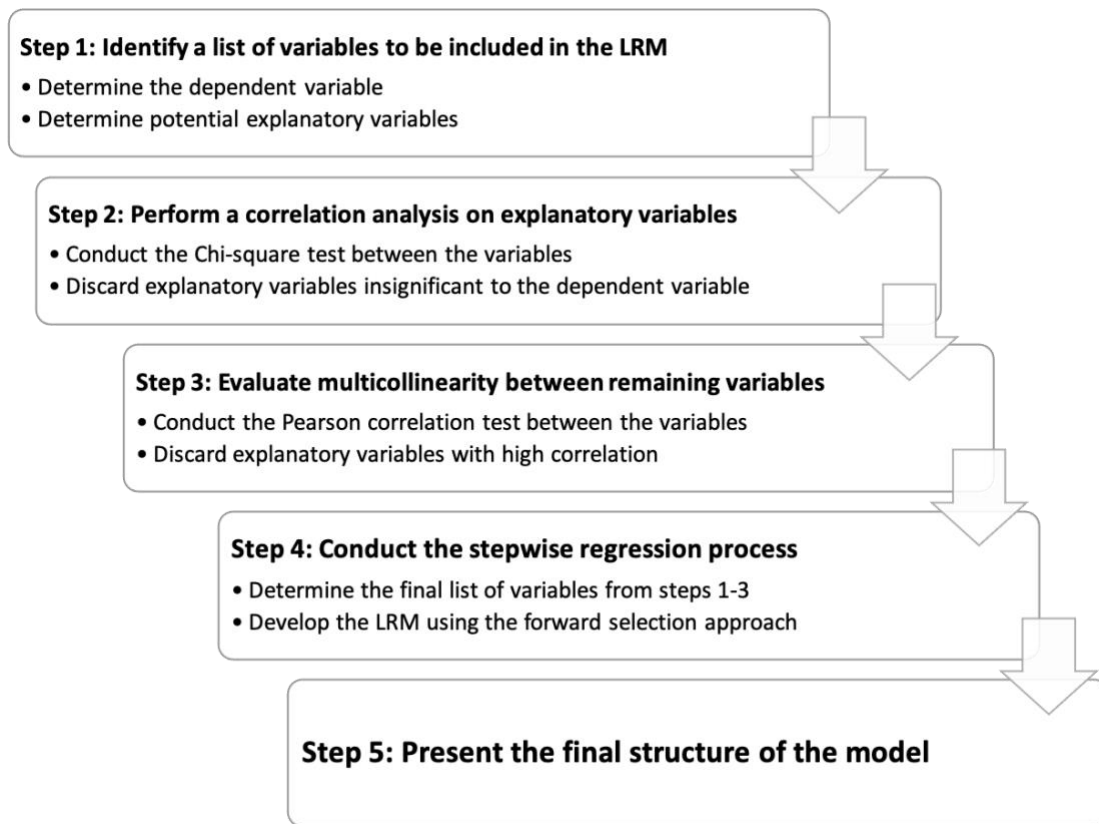 Step 1: Identify a list of variables to be included in the LRM
• Determine the dependent variable
• Determine potential explanatory variables
Step 2: Perform a correlation analysis on explanatory variables
• Conduct the Chi-square test between the variables
• Discard explanatory variables insignificant to the dependent variable
Step 3: Evaluate multicollinearity between remaining variables
• Conduct the Pearson correlation test between the variables
• Discard explanatory variables with high correlation
Step 4: Conduct the stepwise regression process
• Determine the final list of variables from steps 1-3
• Develop the LRM using the forward selection approach
Step 5: Present the final structure of the model